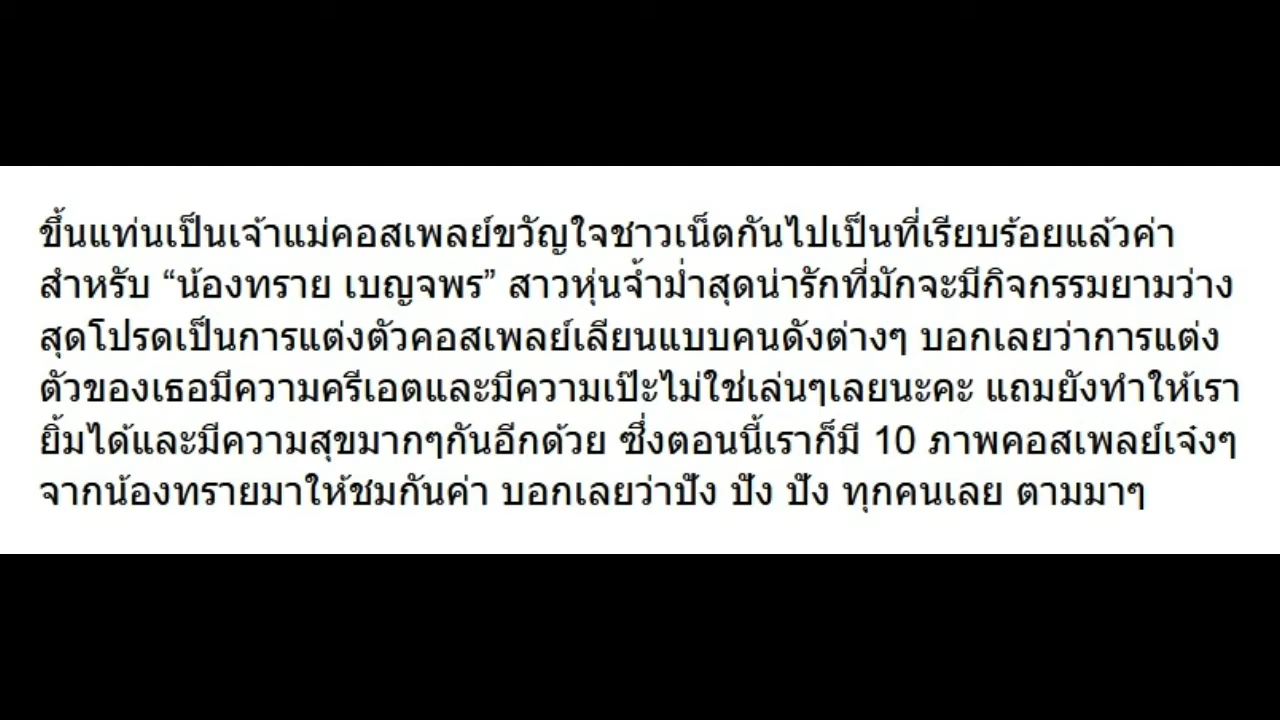 ขึ้นแท่นเป็นเจ้าแม่คอสเพลย์ขวัญใจชาวเน็ตกันไปเป็นที่เรียบร้อยแล้วค่า
สำหรับ “น้องทราย เบญจพร” สาวหุ่นจ้ำม่ำสุดน่ารักที่มักจะมีกิจกรรมยามว่าง
สุดโปรดเป็นการแต่งตัวคอสเพลย์เลียนแบบคนดังต่างๆ บอกเลยว่าการแต่ง
ตัวของเธอมีความครีเอตและมีความเป๊ะไม่ใช่เล่นๆเลยนะคะ แถมยังทำให้เรา
ยิ้มได้และมีความสุขมากๆกันอีกด้วย ซึ่งตอนนี้เราก็มี 10 ภาพคอสเพลย์เจ๋งๆ
จากน้องทรายมาให้ชมกันค่า บอกเลยว่าปัง ปัง ปัง ทุกคนเลย ตามมาๆ